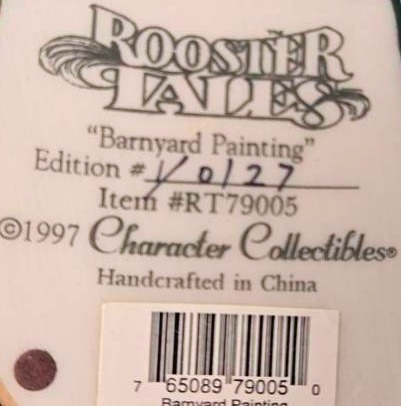 ROOSTER
TALES
"Barnyard Painting"
Edition # 1/0127
Item #RT79005
©1997 Character Collectibles®
Handcrafted in China
7 65089 79005 0
Barnyard Painting